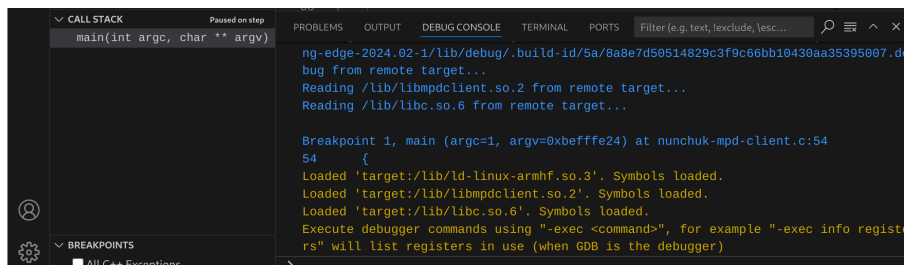 CALL STACK
Paused on step
main(int argc, char ** argv)
BREAKPOINTS
All C++ Exceptions
PROBLEMS OUTPUT DEBUG CONSOLE TERMINAL PORTS
Filter (e.g. text, !exclude, \esc...
ng-edge-2024.02-1/lib/debug/.build-id/5a/8a8e7d50514829c3f9c66bb10430aa35395007.de
bug from remote target...
Reading /lib/libmpdclient.so.2 from remote target...
Reading /lib/libc.so.6 from remote target...
Breakpoint 1, main (argc=1, argv=0xbefffe24) at nunchuk-mpd-client.c:54
54 {
Loaded 'target:/lib/ld-linux-armhf.so.3'. Symbols loaded.
Loaded 'target:/lib/libmpdclient.so.2'. Symbols loaded.
Loaded 'target:/lib/libc.so.6'. Symbols loaded.
Execute debugger commands using "-exec <command>", for example "-exec info registe
rs" will list registers in use (when GDB is the debugger)